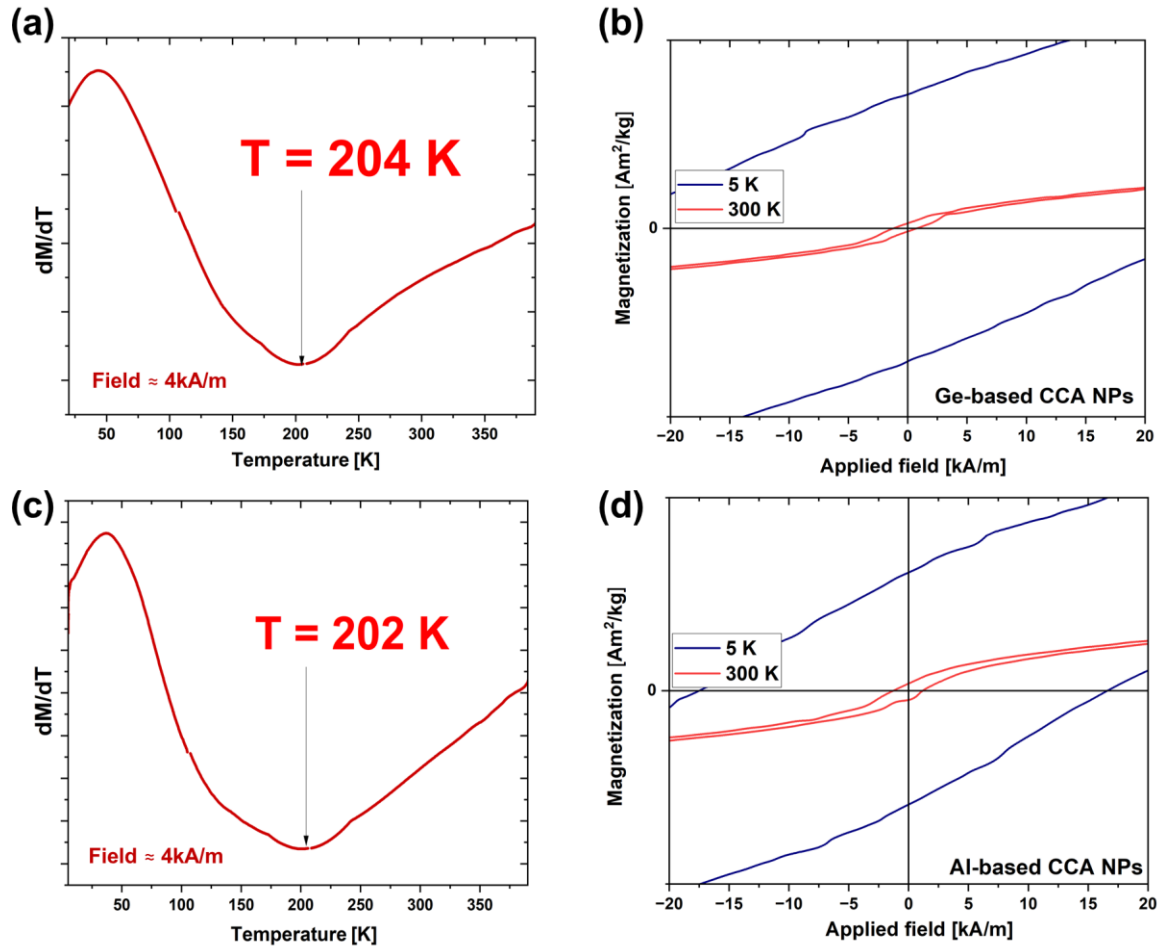 (a)
dM/dT
T = 204 K
Field ≈ 4kA/m
50 100 150 200 250 300 350
Temperature [K]
(b)
Magnetization [Am²/kg]
0
5 K
300 K
Ge-based CCA NPs
−20 −15 −10 −5 0 5 10 15 20
Applied field [kA/m]
(c)
dM/dT
T = 202 K
Field ≈ 4kA/m
50 100 150 200 250 300 350
Temperature [K]
(d)
Magnetization [Am²/kg]
0
5 K
300 K
Al-based CCA NPs
−20 −15 −10 −5 0 5 10 15 20
Applied field [kA/m]